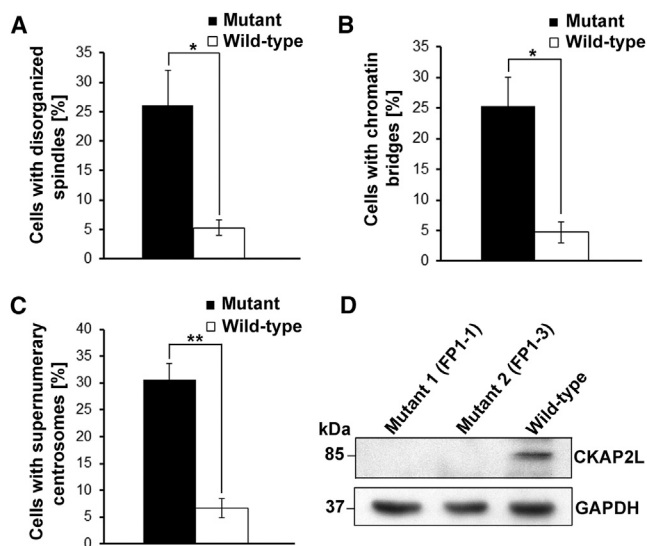 A
Mutant
Wild-type
Cells with disorganized
spindles [%]
35
30
25
20
15
10
5
0
*
B
Mutant
Wild-type
Cells with chromatin
bridges [%]
35
30
25
20
15
10
5
0
*
C
Mutant
Wild-type
Cells with supernumerary
centrosomes [%]
40
35
30
25
20
15
10
5
0
**
D
Mutant 1 (FP1-1)
Mutant 2 (FP1-3)
Wild-type
kDa
85
CKAP2L
37
GAPDH